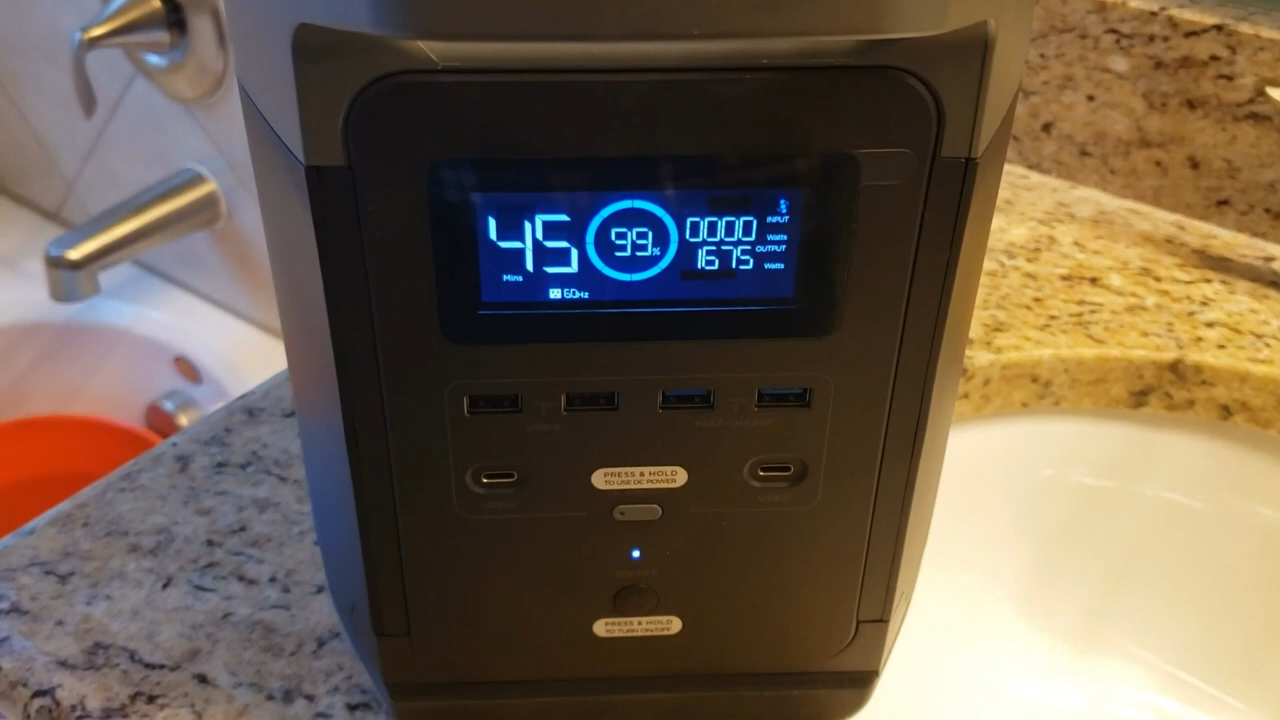 45
Mins
99%
0000
INPUT
Watts
1675
OUTPUT
Watts
60Hz
PRESS & HOLD
TO USE DC POWER
PRESS & HOLD
TO TURN ON/OFF